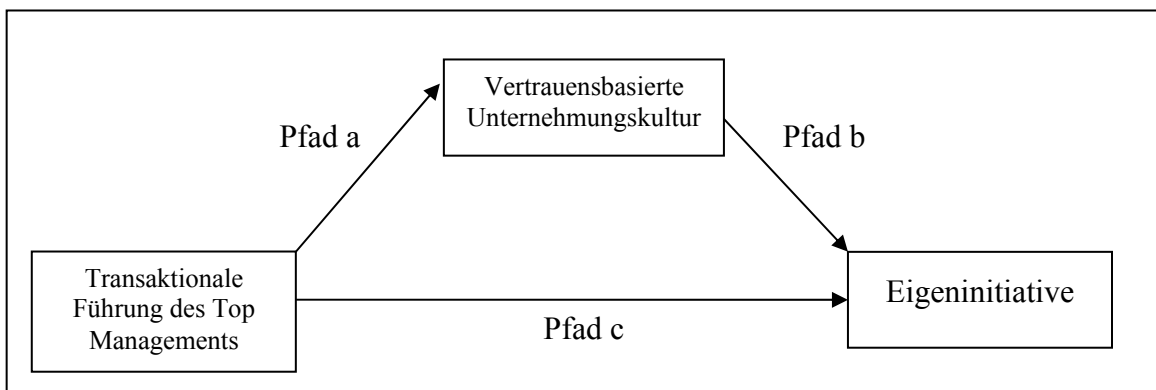 Vertrauensbasierte
Unternehmungskultur
Pfad a
Pfad b
Transaktionale
Führung des Top
Managements
Eigeninitiative
Pfad c